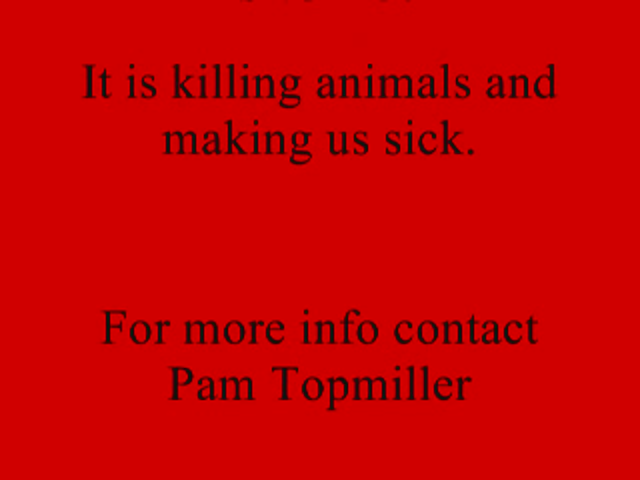 It is killing animals and
making us sick.
For more info contact
Pam Topmiller